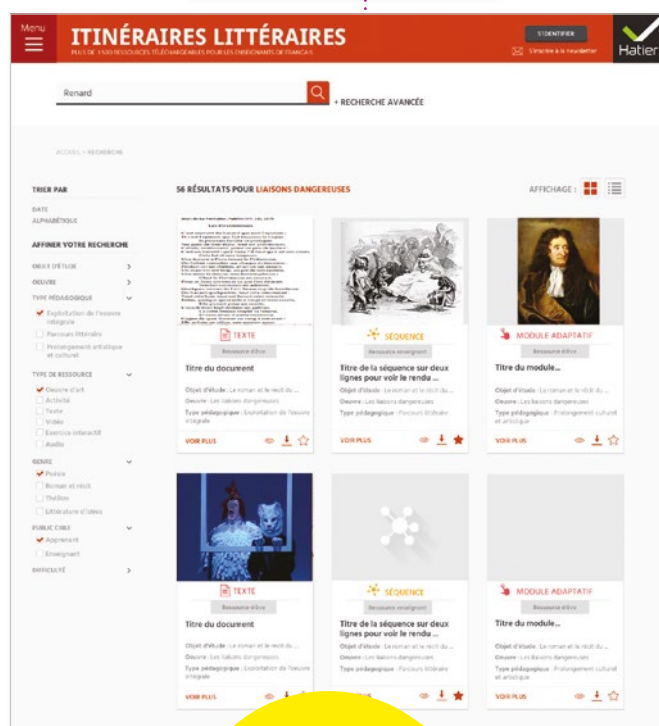 Menu
ITINÉRAIRES LITTÉRAIRES
PLUS DE 1500 RESSOURCES TÉLÉCHARGEABLES POUR LES ENSEIGNANTS DE FRANÇAIS
S'IDENTIFIER
S'inscrire à la newsletter
Hatier
Renard
+ RECHERCHE AVANCÉE
ACCUEIL > RECHERCHE
TRIER PAR
DATE
ALPHABÉTIQUE
AFFINER VOTRE RECHERCHE
OBJET D'ÉTUDE
OEUVRE
TYPE PÉDAGOGIQUE
Exploitation de l'oeuvre
intégrale
Parcours littéraire
Prolongement artistique
et culturel
TYPE DE RESSOURCE
Oeuvre d'art
Activité
Texte
Vidéo
Exercice interactif
Audio
GENRE
Poésie
Roman et récit
Théâtre
Littérature d'idées
PUBLIC CIBLE
Apprenant
Enseignant
DIFFICULTÉ
56 RÉSULTATS POUR LIAISONS DANGEREUSES
AFFICHAGE :
TEXTE
Ressource élève
Titre du document
Objet d'étude : Le roman et le récit du ...
Oeuvre : Les liaisons dangereuses
Type pédagogique : Exploitation de l'oeuvre
intégrale
VOIR PLUS
SÉQUENCE
Ressource enseignant
Titre de la séquence sur deux
lignes pour voir le rendu ...
Objet d'étude : Le roman et le récit du ...
Oeuvre : Les liaisons dangereuses
Type pédagogique : Parcours littéraire
VOIR PLUS
MODULE ADAPTATIF
Ressource élève
Titre du module...
Objet d'étude : Le roman et le récit du ...
Oeuvre : Les liaisons dangereuses
Type pédagogique : Prolongement culturel
et artistique
VOIR PLUS
TEXTE
Ressource élève
Titre du document
Objet d'étude : Le roman et le récit du ...
Oeuvre : Les liaisons dangereuses
Type pédagogique : Exploitation de l'oeuvre
intégrale
VOIR PLUS
SÉQUENCE
Ressource enseignant
Titre de la séquence sur deux
lignes pour voir le rendu ...
Objet d'étude : Le roman et le récit du ...
Oeuvre : Les liaisons dangereuses
Type pédagogique : Parcours littéraire
PLUS
MODULE ADAPTATIF
Ressource élève
Titre du module...
Objet d'étude : Le roman et le récit du ...
Oeuvre : Les liaisons dangereuses
Type pédagogique : Prolongement culturel
et artistique
VOIR PLUS